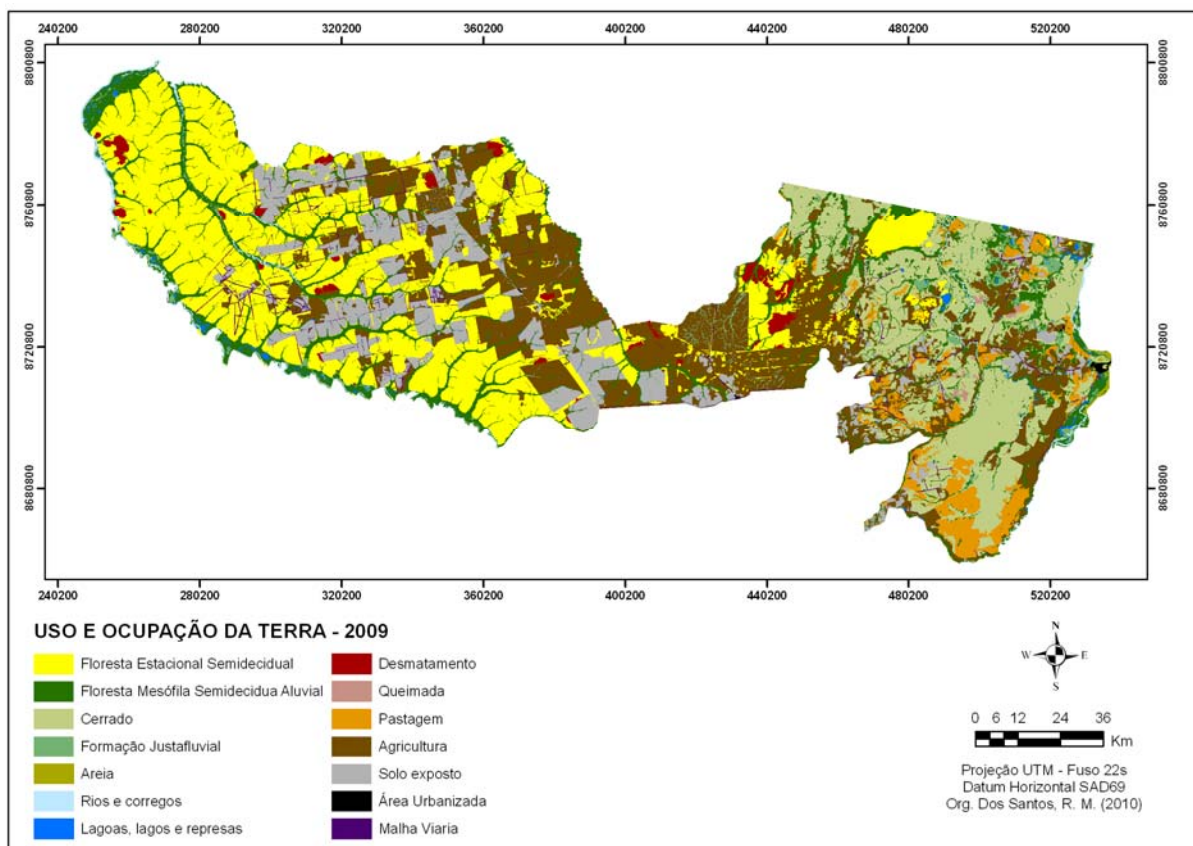 240200 280200 320200 360200 400200 440200 480200 520200
8800800 8800800
8760800 8760800
8720800 8720800
8680800 8680800
240200 280200 320200 360200 400200 440200 480200 520200
USO E OCUPAÇÃO DA TERRA - 2009
Floresta Estacional Semidecidual
Floresta Mesófila Semidecidua Aluvial
Cerrado
Formação Justafluvial
Areia
Rios e corregos
Lagoas, lagos e represas
Desmatamento
Queimada
Pastagem
Agricultura
Solo exposto
Área Urbanizada
Malha Viaria
N
W E
S
0 6 12 24 36
Km
Projeção UTM - Fuso 22s
Datum Horizontal SAD69
Org. Dos Santos, R. M. (2010)